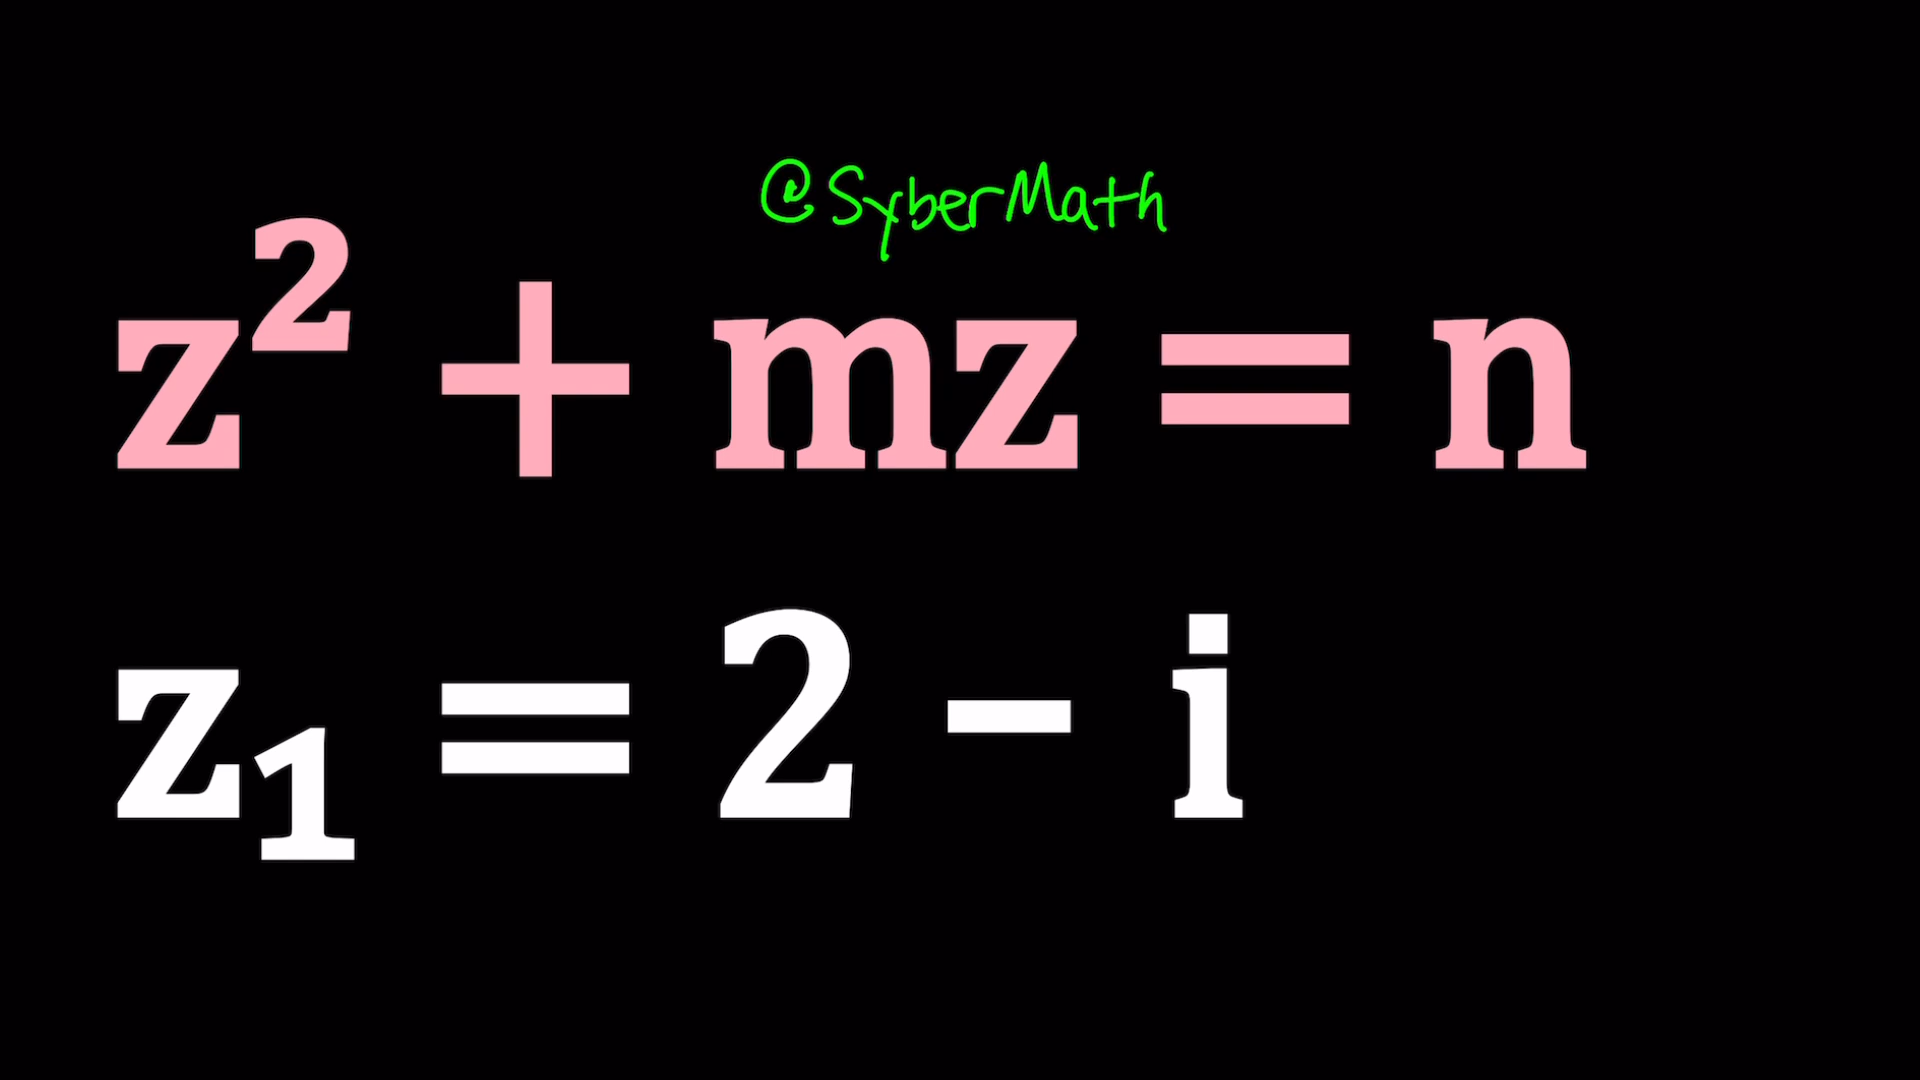 @SyberMath
z² + mz = n
z₁ = 2 - i